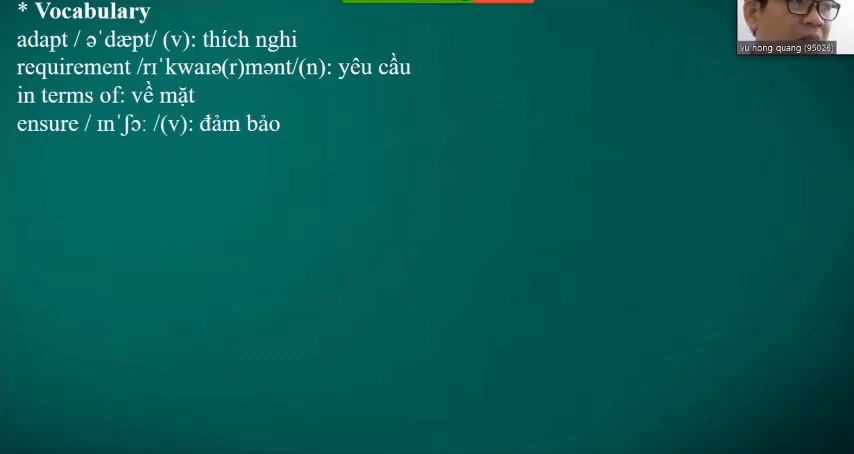 * Vocabulary
adapt / əˈdæpt/ (v): thích nghi
requirement /rɪˈkwaɪə(r)mənt/(n): yêu cầu
in terms of: về mặt
ensure / ɪnˈʃɔː /(v): đảm bảo
vu hong quang (95026)